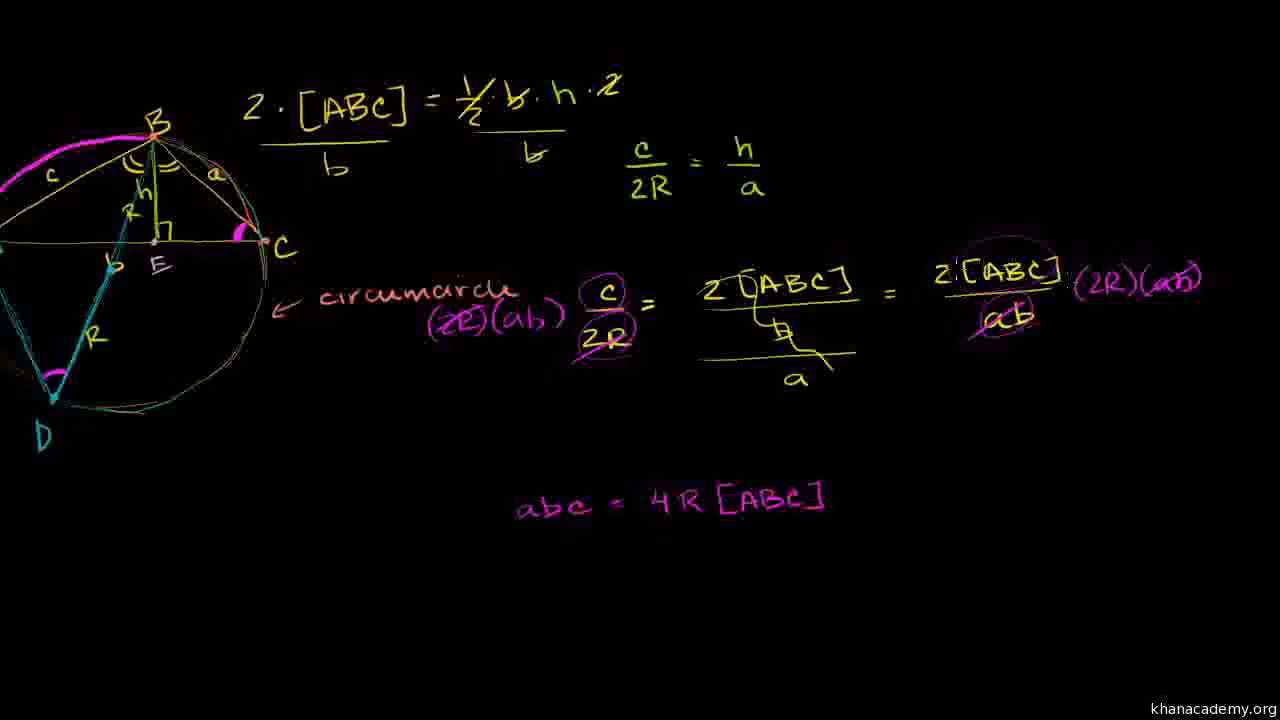 2 · [ABC] = 1/2 · b · h · 2
b
b
c/2R = h/a
B
c
a
h
R
C
b
E
R
D
← circumcircle
(2R)(ab) c/2R = 2[ABC]/b/a = 2·[ABC]/ab (2R)(ab)
abc = 4R [ABC]
khanacademy.org